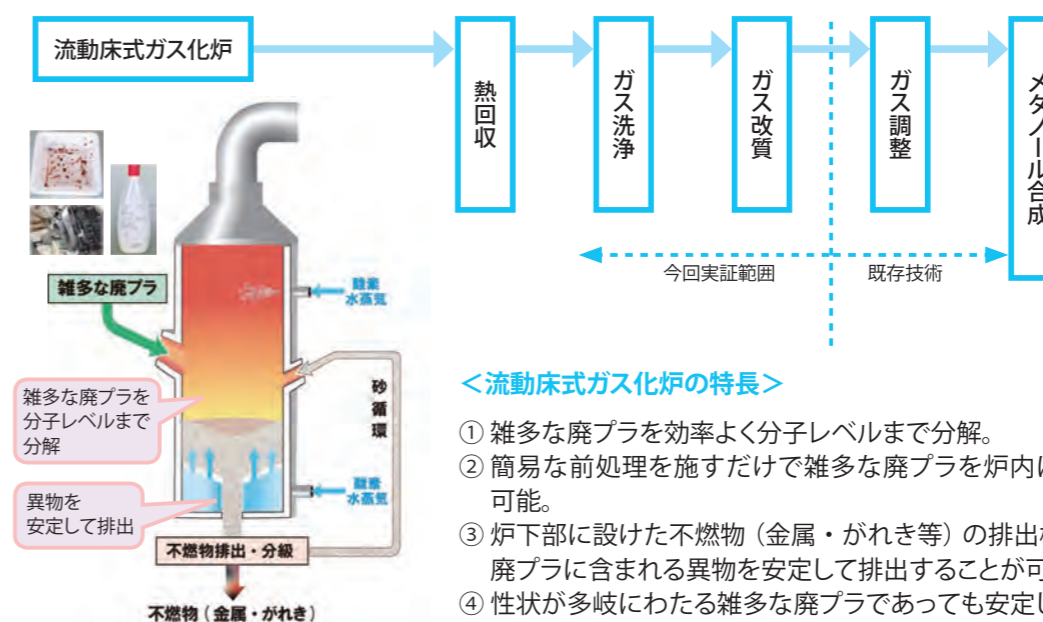 流動床式ガス化炉
熱回収
ガス洗浄
ガス改質
ガス調整
メタノール合成
今回実証範囲
既存技術
雑多な廃プラ
酸素
水蒸気
雑多な廃プラを
分子レベルまで
分解
砂循環
異物を
安定して排出
酸素
水蒸気
不燃物排出・分級
不燃物(金属・がれき)
<流動床式ガス化炉の特長>
① 雑多な廃プラを効率よく分子レベルまで分解。
② 簡易な前処理を施すだけで雑多な廃プラを炉内に
可能。
③ 炉下部に設けた不燃物(金属・がれき等)の排出
廃プラに含まれる異物を安定して排出することが可
④ 性状が多岐にわたる雑多な廃プラであっても安定し